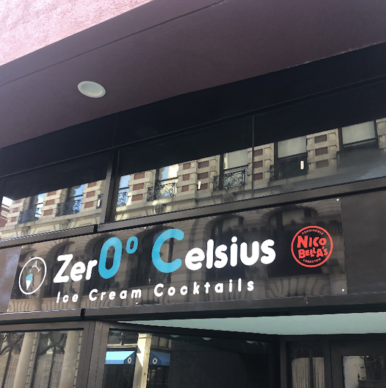 Zer0° Celsius
Ice Cream Cocktails
NICO
BELLA'S